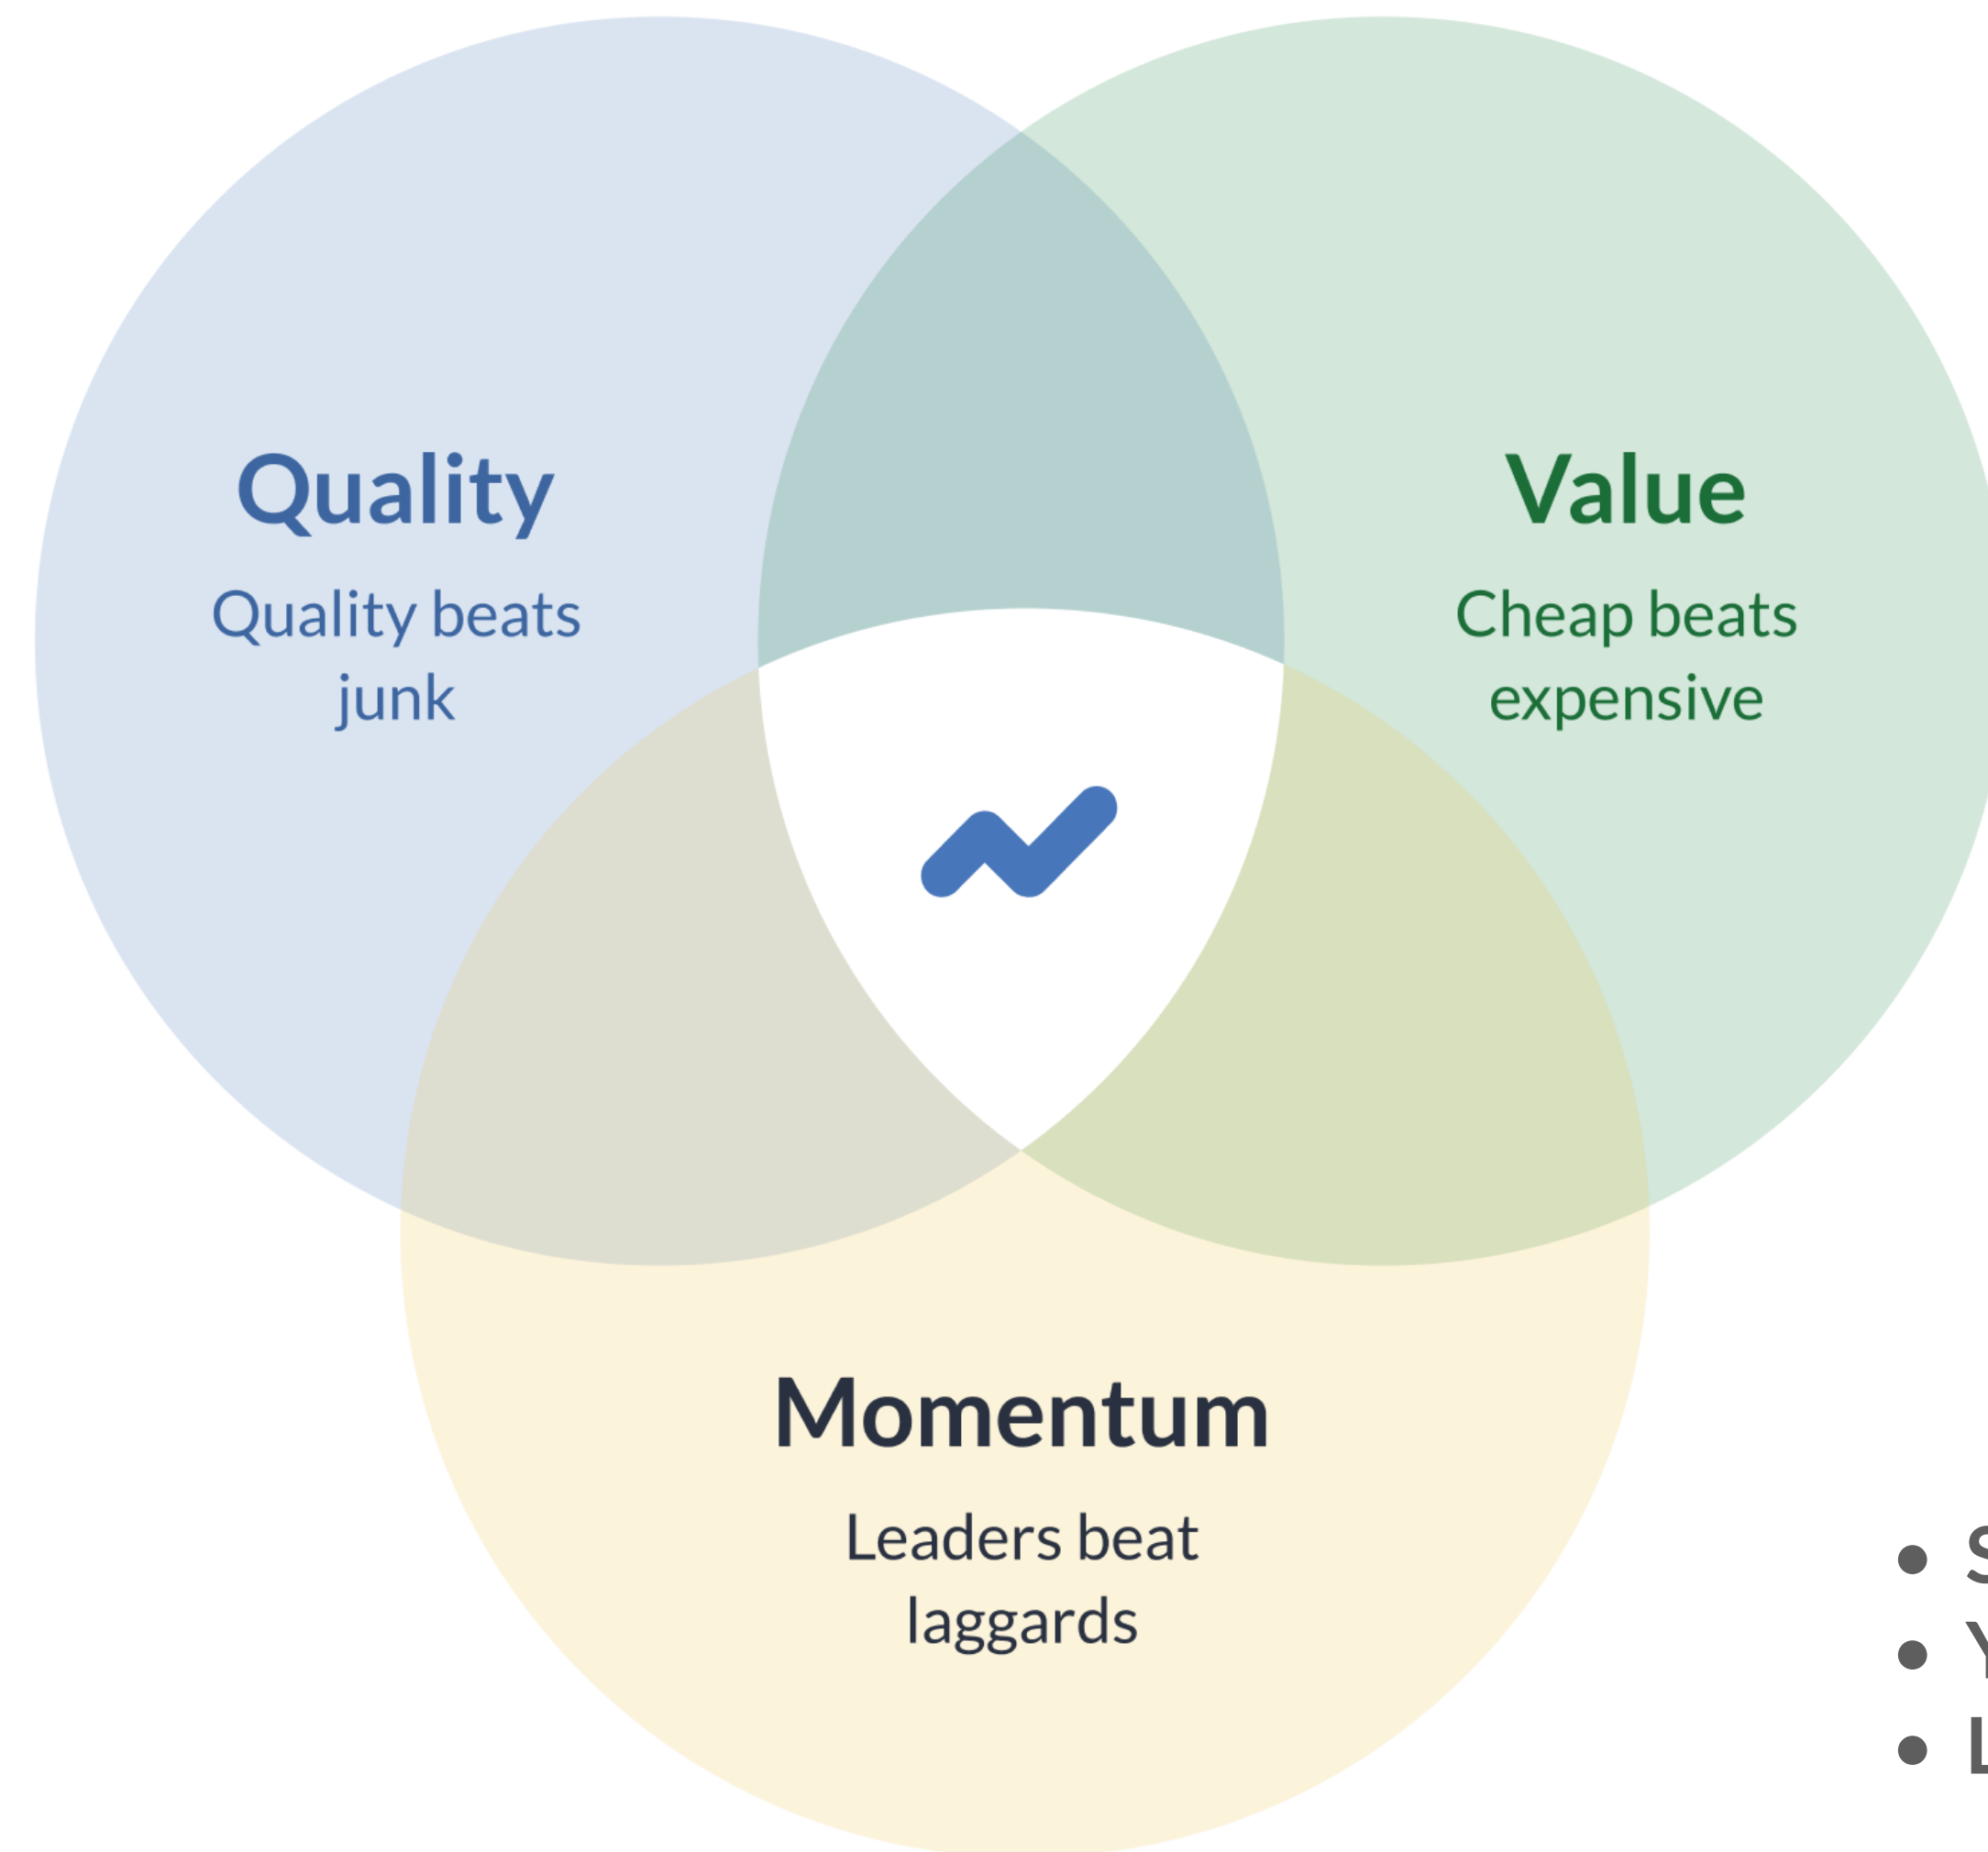 Quality
Quality beats
junk
Value
Cheap beats
expensive
Momentum
Leaders beat
laggards